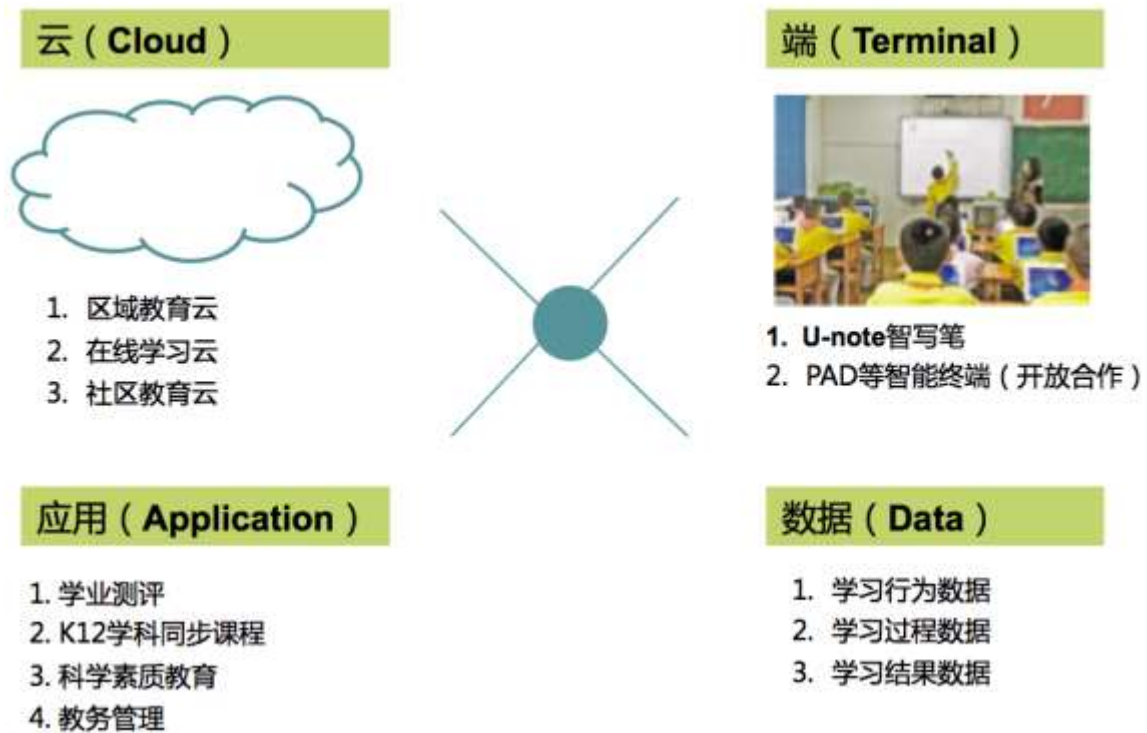 云（Cloud）
1. 区域教育云
2. 在线学习云
3. 社区教育云
端（Terminal）
1. U-note智写笔
2. PAD等智能终端（开放合作）
应用（Application）
1. 学业测评
2. K12学科同步课程
3. 科学素质教育
4. 教务管理
数据（Data）
1. 学习行为数据
2. 学习过程数据
3. 学习结果数据